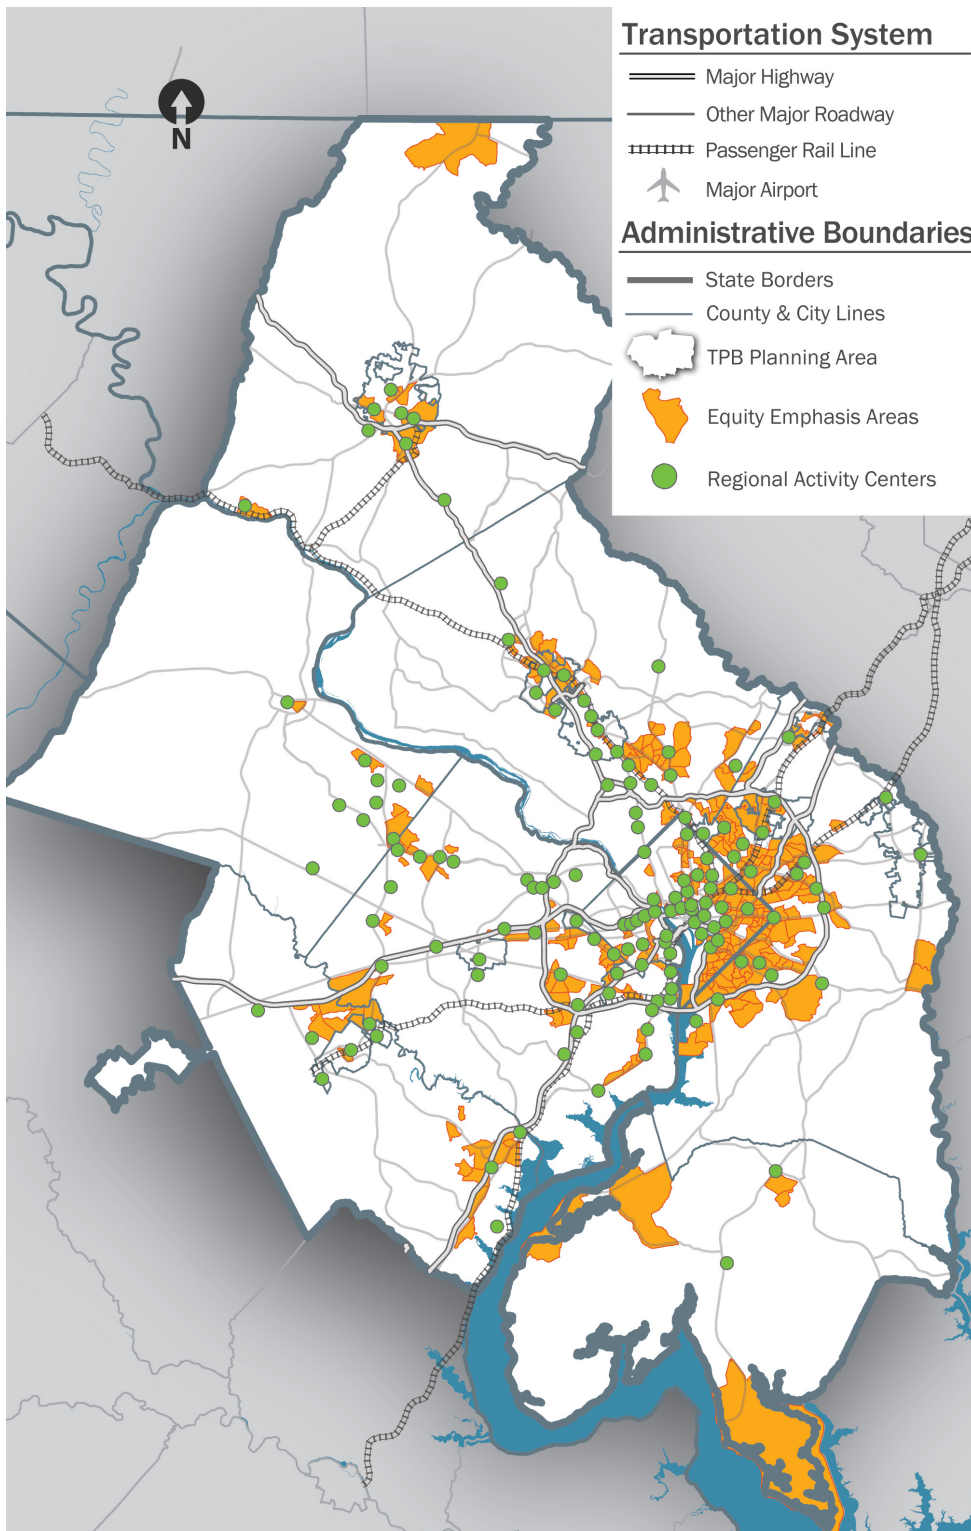 Transportation System
Major Highway
Other Major Roadway
Passenger Rail Line
Major Airport
Administrative Boundaries
State Borders
County & City Lines
TPB Planning Area
Equity Emphasis Areas
Regional Activity Centers
N